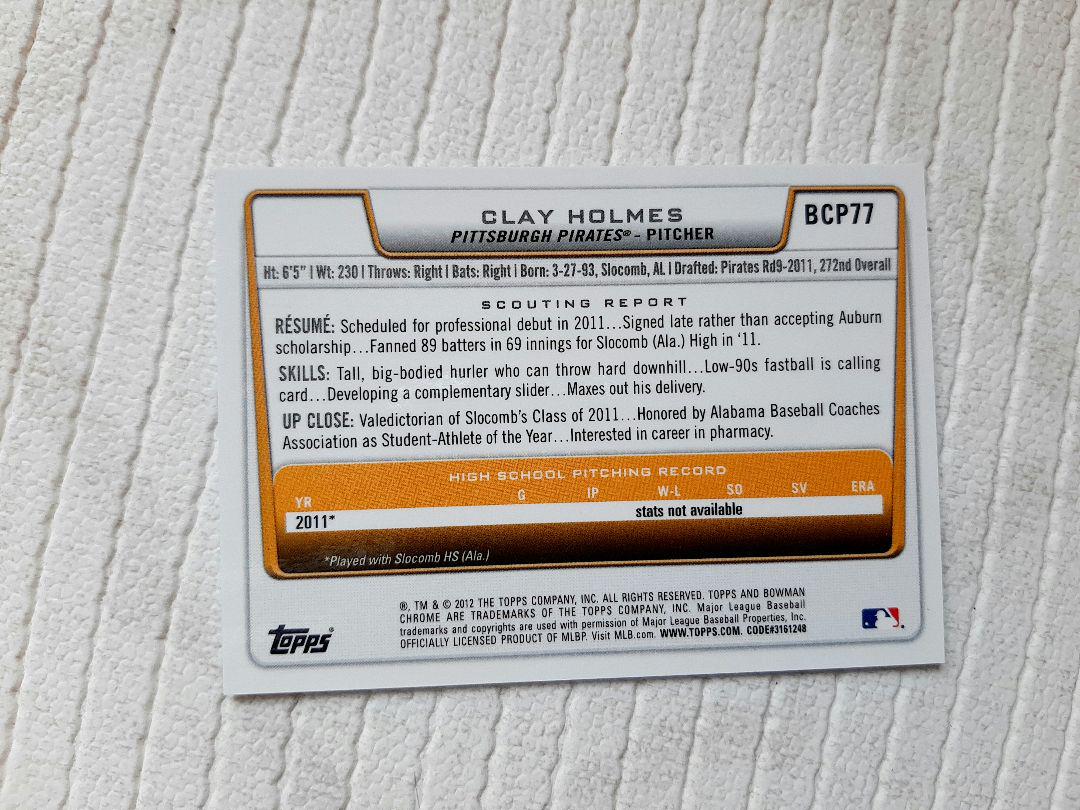 CLAY HOLMES
BCP77
PITTSBURGH PIRATES® - PITCHER
Ht: 6'5" | Wt: 230 | Throws: Right | Bats: Right | Born: 3-27-93, Slocomb, AL | Drafted: Pirates Rd9-2011, 272nd Overall
SCOUTING REPORT
RÉSUMÉ: Scheduled for professional debut in 2011...Signed late rather than accepting Auburn
scholarship...Fanned 89 batters in 69 innings for Slocomb (Ala.) High in '11.
SKILLS: Tall, big-bodied hurler who can throw hard downhill...Low-90s fastball is calling
card...Developing a complementary slider...Maxes out his delivery.
UP CLOSE: Valedictorian of Slocomb's Class of 2011...Honored by Alabama Baseball Coaches
Association as Student-Athlete of the Year...Interested in career in pharmacy.
HIGH SCHOOL PITCHING RECORD
YR G IP W-L SO SV ERA
2011* stats not available
*Played with Slocomb HS (Ala.)
®, TM & © 2012 THE TOPPS COMPANY, INC. ALL RIGHTS RESERVED. TOPPS AND BOWMAN
CHROME ARE TRADEMARKS OF THE TOPPS COMPANY, INC. Major League Baseball
trademarks and copyrights are used with permission of Major League Baseball Properties, Inc.
OFFICIALLY LICENSED PRODUCT OF MLBP. Visit MLB.com. WWW.TOPPS.COM. CODE#3161248
TOPPS®